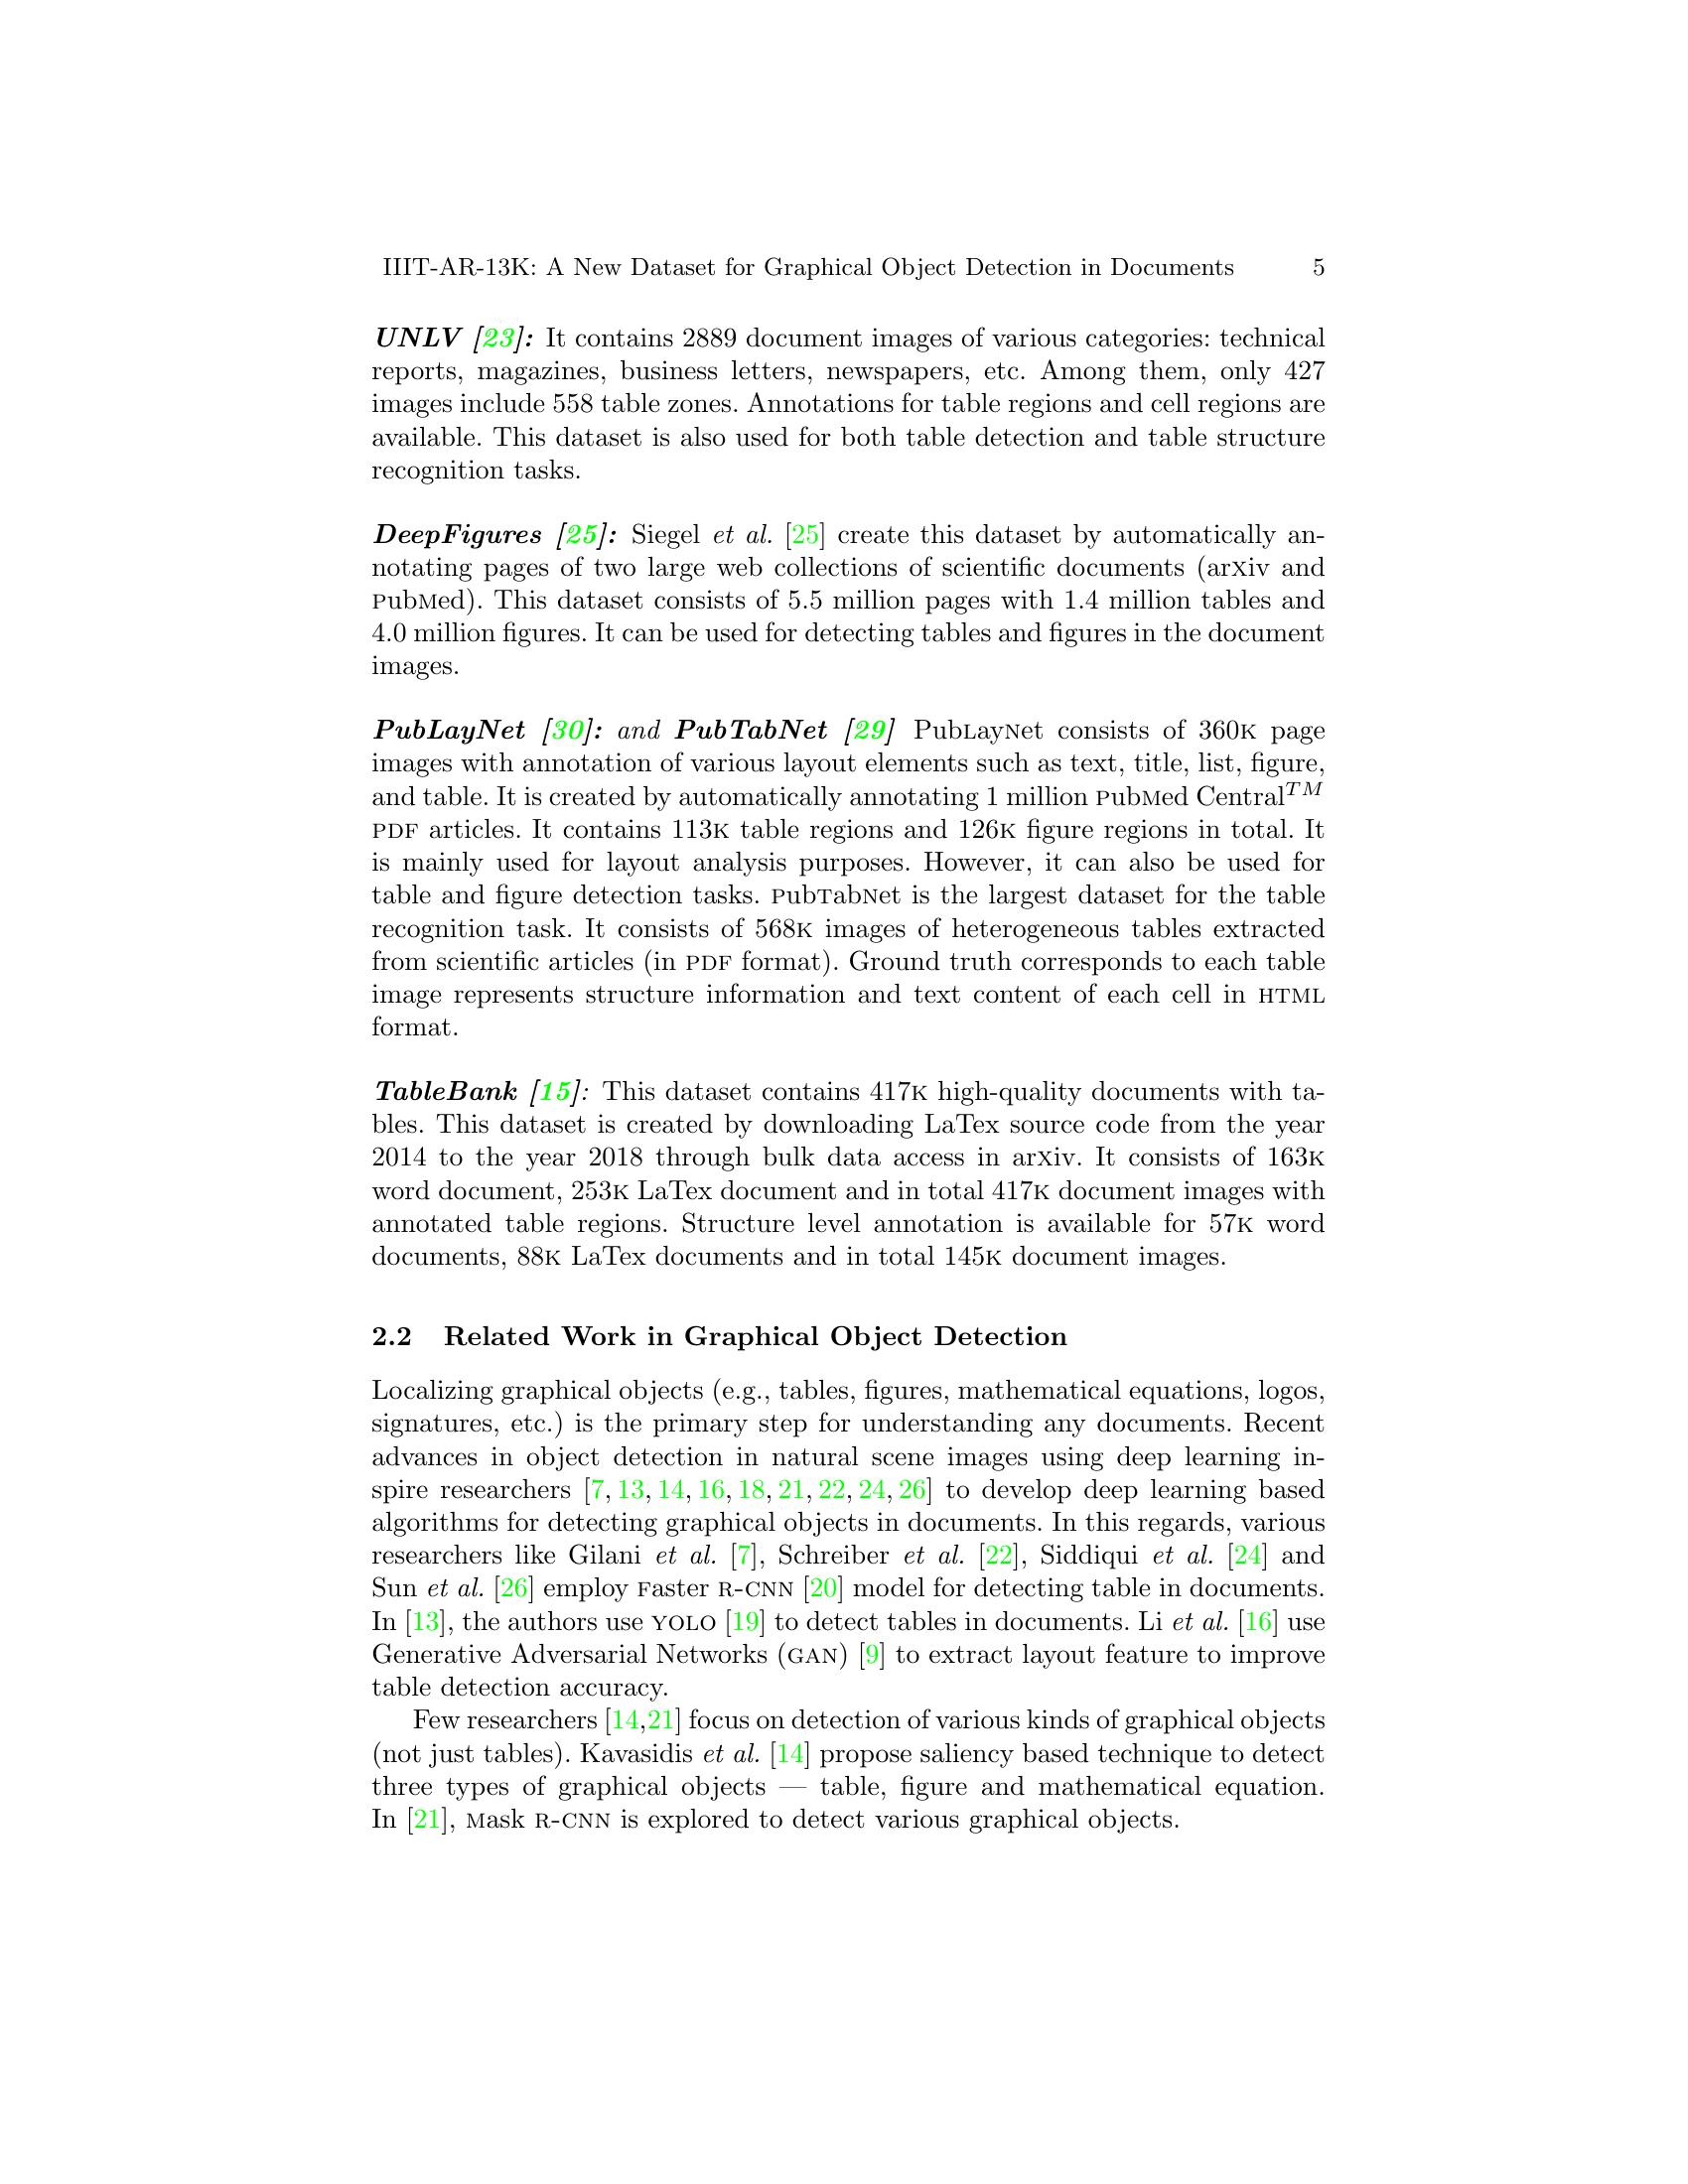 IIIT-AR-13K: A New Dataset for Graphical Object Detection in Documents 5
UNLV [23]: It contains 2889 document images of various categories: technical
reports, magazines, business letters, newspapers, etc. Among them, only 427
images include 558 table zones. Annotations for table regions and cell regions are
available. This dataset is also used for both table detection and table structure
recognition tasks.
DeepFigures [25]: Siegel et al. [25] create this dataset by automatically an-
notating pages of two large web collections of scientific documents (arXiv and
PubMed). This dataset consists of 5.5 million pages with 1.4 million tables and
4.0 million figures. It can be used for detecting tables and figures in the document
images.
PubLayNet [30]: and PubTabNet [29] PubLayNet consists of 360K page
images with annotation of various layout elements such as text, title, list, figure,
and table. It is created by automatically annotating 1 million PubMed Central^TM
PDF articles. It contains 113K table regions and 126K figure regions in total. It
is mainly used for layout analysis purposes. However, it can also be used for
table and figure detection tasks. PubTabNet is the largest dataset for the table
recognition task. It consists of 568K images of heterogeneous tables extracted
from scientific articles (in PDF format). Ground truth corresponds to each table
image represents structure information and text content of each cell in HTML
format.
TableBank [15]: This dataset contains 417K high-quality documents with ta-
bles. This dataset is created by downloading LaTex source code from the year
2014 to the year 2018 through bulk data access in arXiv. It consists of 163K
word document, 253K LaTex document and in total 417K document images with
annotated table regions. Structure level annotation is available for 57K word
documents, 88K LaTex documents and in total 145K document images.
2.2 Related Work in Graphical Object Detection
Localizing graphical objects (e.g., tables, figures, mathematical equations, logos,
signatures, etc.) is the primary step for understanding any documents. Recent
advances in object detection in natural scene images using deep learning in-
spire researchers [7, 13, 14, 16, 18, 21, 22, 24, 26] to develop deep learning based
algorithms for detecting graphical objects in documents. In this regards, various
researchers like Gilani et al. [7], Schreiber et al. [22], Siddiqui et al. [24] and
Sun et al. [26] employ Faster R-CNN [20] model for detecting table in documents.
In [13], the authors use YOLO [19] to detect tables in documents. Li et al. [16] use
Generative Adversarial Networks (GAN) [9] to extract layout feature to improve
table detection accuracy.
Few researchers [14,21] focus on detection of various kinds of graphical objects
(not just tables). Kavasidis et al. [14] propose saliency based technique to detect
three types of graphical objects — table, figure and mathematical equation.
In [21], Mask R-CNN is explored to detect various graphical objects.